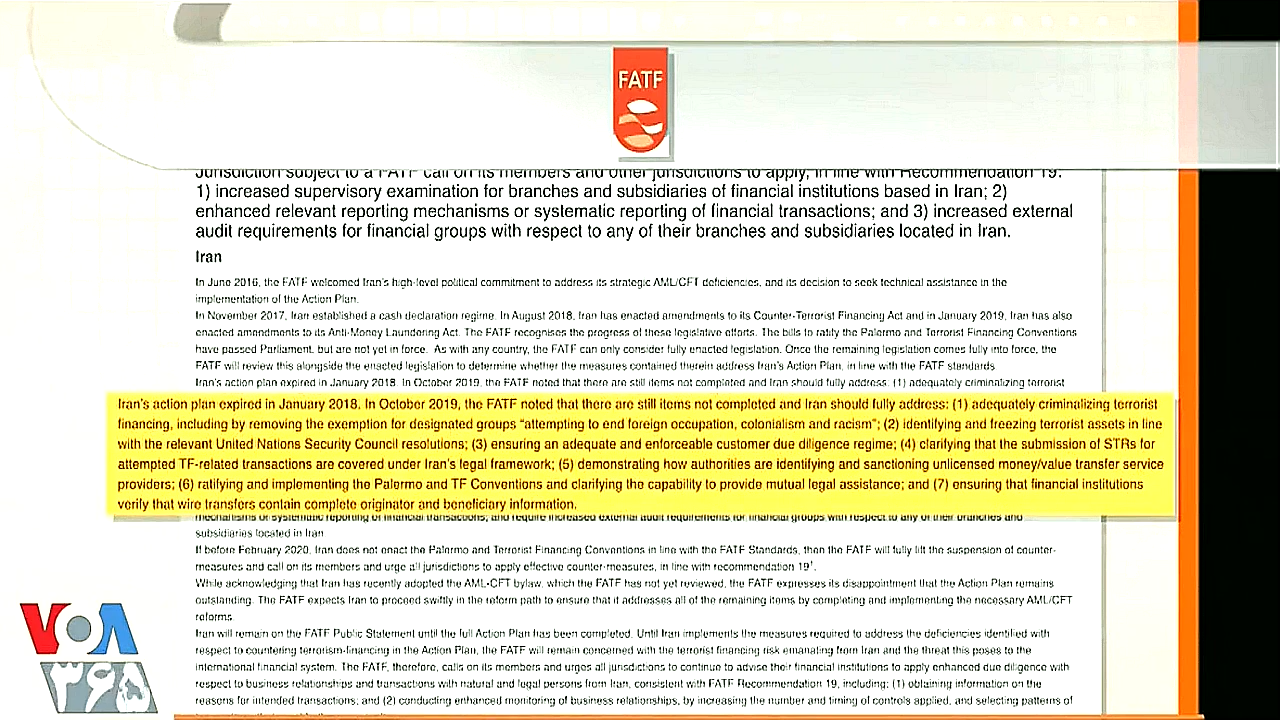 FATF
Jurisdiction subject to a FATF call on its members and other jurisdictions to apply, in line with Recommendation 19:
1) increased supervisory examination for branches and subsidiaries of financial institutions based in Iran; 2)
enhanced relevant reporting mechanisms or systematic reporting of financial transactions; and 3) increased external
audit requirements for financial groups with respect to any of their branches and subsidiaries located in Iran.
Iran
In June 2016, the FATF welcomed Iran's high-level political commitment to address its strategic AML/CFT deficiencies, and its decision to seek technical assistance in the
implementation of the Action Plan.
In November 2017, Iran established a cash declaration regime. In August 2018, Iran has enacted amendments to its Counter-Terrorist Financing Act and in January 2019, Iran has also
enacted amendments to its Anti-Money Laundering Act. The FATF recognises the progress of these legislative efforts. The bills to ratify the Palermo and Terrorist Financing Conventions
have passed Parliament, but are not yet in force. As with any country, the FATF can only consider fully enacted legislation. Once the remaining legislation comes fully into force, the
FATF will review this alongside the enacted legislation to determine whether the measures contained therein address Iran's Action Plan, in line with the FATF standards
Iran's action plan expired in January 2018. In October 2019, the FATF noted that there are still items not completed and Iran should fully address: (1) adequately criminalizing terrorist
Iran's action plan expired in January 2018. In October 2019, the FATF noted that there are still items not completed and Iran should fully address: (1) adequately criminalizing terrorist
financing, including by removing the exemption for designated groups “attempting to end foreign occupation, colonialism and racism”; (2) identifying and freezing terrorist assets in line
with the relevant United Nations Security Council resolutions; (3) ensuring an adequate and enforceable customer due diligence regime; (4) clarifying that the submission of STRs for
attempted TF-related transactions are covered under Iran's legal framework; (5) demonstrating how authorities are identifying and sanctioning unlicensed money/value transfer service
providers; (6) ratifying and implementing the Palermo and TF Conventions and clarifying the capability to provide mutual legal assistance; and (7) ensuring that financial institutions
verify that wire transfers contain complete originator and beneficiary information.
mechanisms or systematic reporting of financial transactions; and require increased external audit requirements for financial groups with respect to any of their branches and
subsidiaries located in Iran
If before February 2020, Iran does not enact the Palermo and Terrorist Financing Conventions in line with the FATF Standards, then the FATF will fully lift the suspension of counter-
measures and call on its members and urge all jurisdictions to apply effective counter-measures, in line with recommendation 19¹.
While acknowledging that Iran has recently adopted the AML-CFT bylaw, which the FATF has not yet reviewed, the FATF expresses its disappointment that the Action Plan remains
outstanding. The FATF expects Iran to proceed swiftly in the reform path to ensure that it addresses all of the remaining items by completing and implementing the necessary AML/CFT
reforms
Iran will remain on the FATF Public Statement until the full Action Plan has been completed. Until Iran implements the measures required to address the deficiencies identified with
respect to countering terrorism-financing in the Action Plan, the FATF will remain concerned with the terrorist financing risk emanating from Iran and the threat this poses to the
international financial system. The FATF, therefore, calls on its members and urges all jurisdictions to continue to advise their financial institutions to apply enhanced due diligence with
respect to business relationships and transactions with natural and legal persons from Iran, consistent with FATF Recommendation 19, including: (1) obtaining information on the
reasons for intended transactions; and (2) conducting enhanced monitoring of business relationships, by increasing the number and timing of controls applied, and selecting patterns of
VOA
۳۶۵